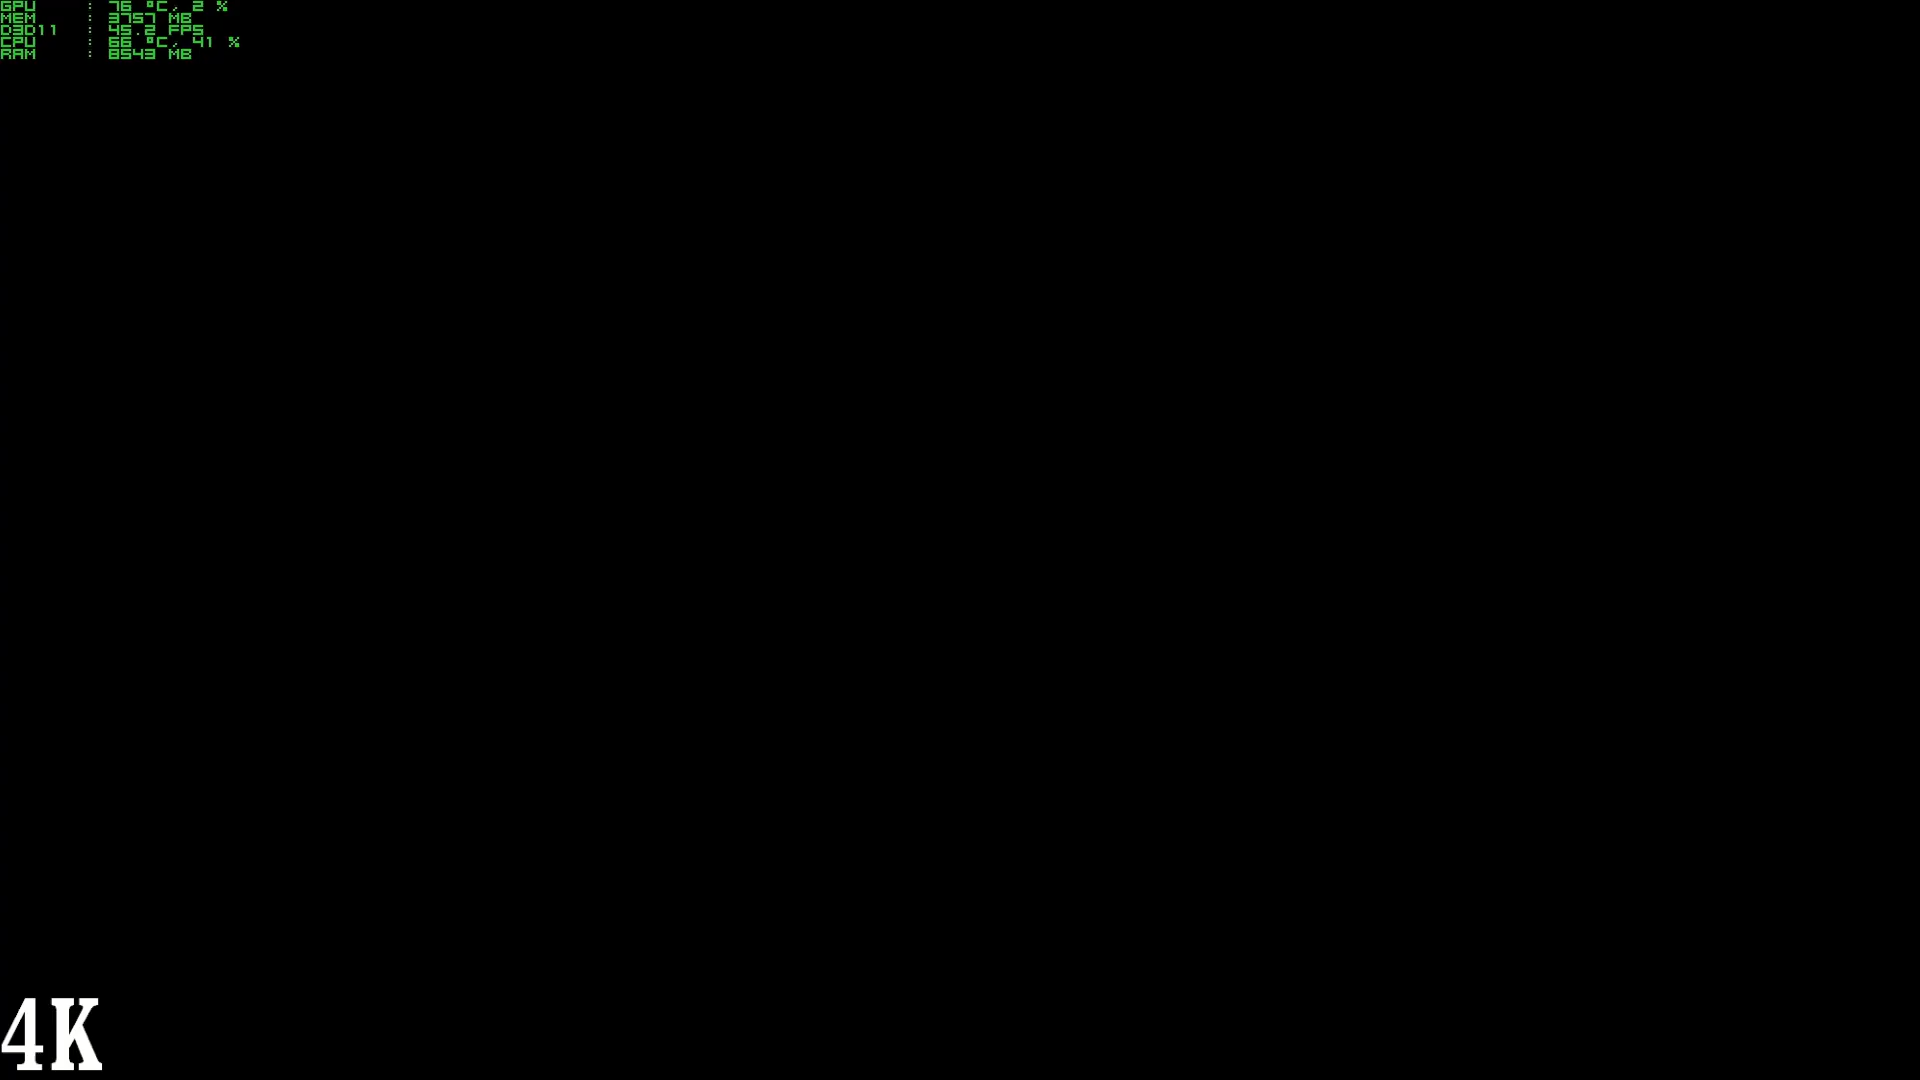 GPU : 76 °C, 2 %
MEM : 3757 MB
D3D11 : 45.2 FPS
CPU : 66 °C, 41 %
RAM : 8543 MB
4K